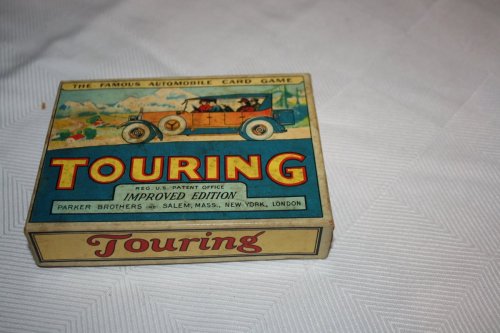 THE FAMOUS AUTOMOBILE CARD GAME
TOURING
REG. U.S. PATENT OFFICE
IMPROVED EDITION
PARKER BROTHERS INC. SALEM, MASS., NEW YORK, LONDON
Touring